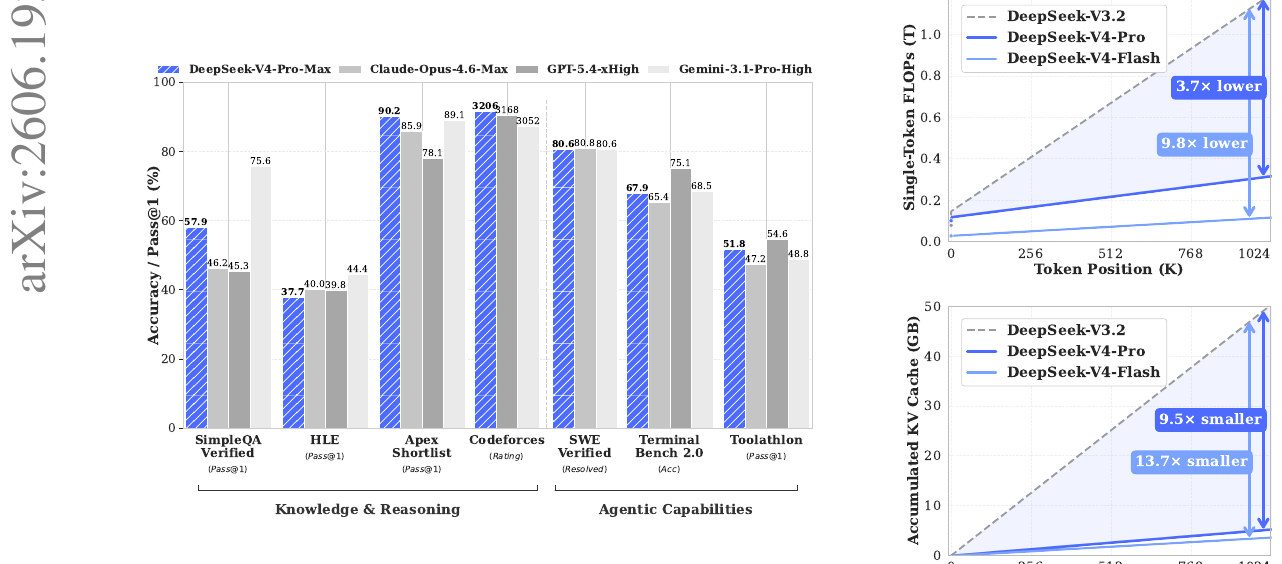 arXiv:2606.19
DeepSeek-V4-Pro-Max Claude-Opus-4.6-Max GPT-5.4-xHigh Gemini-3.1-Pro-High
Accuracy / Pass@1 (%)
100
80
60
40
20
0
57.9 46.2 45.3 75.6
37.7 40.0 39.8 44.4
90.2 85.9 78.1 89.1
3206 3168 3052
80.6 80.8 80.6
67.9 65.4 75.1 68.5
51.8 47.2 54.6 48.8
SimpleQA
Verified
(Pass@1)
HLE
(Pass@1)
Apex
Shortlist
(Pass@1)
Codeforces
(Rating)
SWE
Verified
(Resolved)
Terminal
Bench 2.0
(Acc)
Toolathlon
(Pass@1)
Knowledge & Reasoning
Agentic Capabilities
Single-Token FLOPs (T)
1.0
0.8
0.6
0.4
0.2
0.0
DeepSeek-V3.2
DeepSeek-V4-Pro
DeepSeek-V4-Flash
3.7× lower
9.8× lower
0 256 512 768 1024
Token Position (K)
Accumulated KV Cache (GB)
50
40
30
20
10
0
DeepSeek-V3.2
DeepSeek-V4-Pro
DeepSeek-V4-Flash
9.5× smaller
13.7× smaller
0 256 512 768 1024